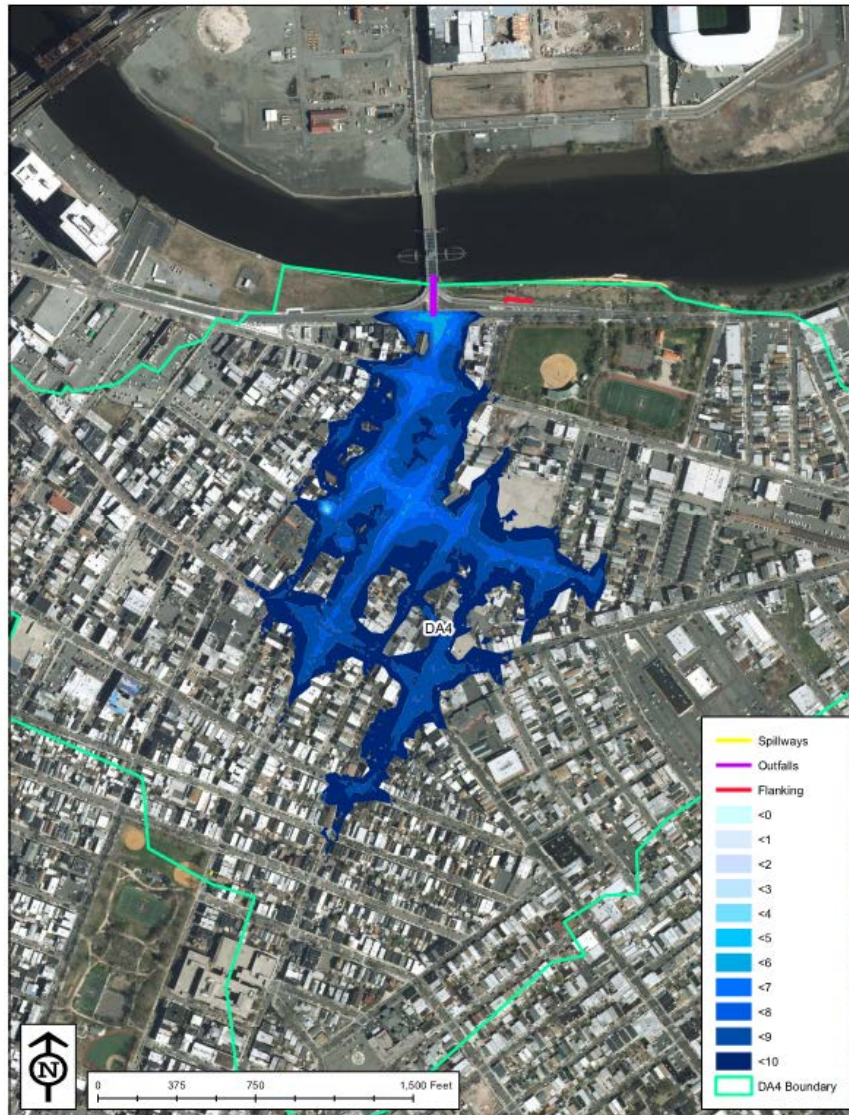 DA4
Spillways
Outfalls
Flanking
<0
<1
<2
<3
<4
<5
<6
<7
<8
<9
<10
DA4 Boundary
N
0 375 750 1,500 Feet